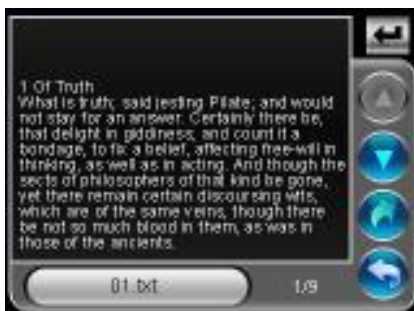 1 Of Truth
What is truth; said jesting Pilate; and would
not stay for an answer. Certainly there be,
that delight in giddiness, and count it a
bondage, to fix a belief; affecting free-will in
thinking, as well as in acting. And though the
sects of philosophers of that kind be gone,
yet there remain certain discoursing wits,
which are of the same veins, though there
be not so much blood in them, as was in
those of the ancients.
01.txt
1/9